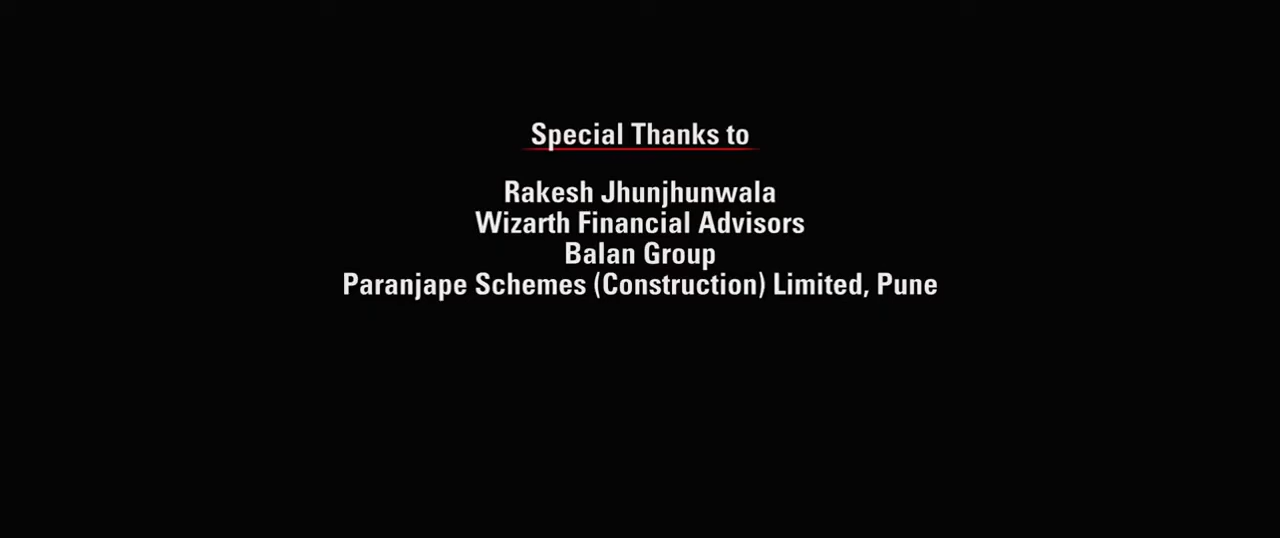 Special Thanks to
Rakesh Jhunjhunwala
Wizarth Financial Advisors
Balan Group
Paranjape Schemes (Construction) Limited, Pune